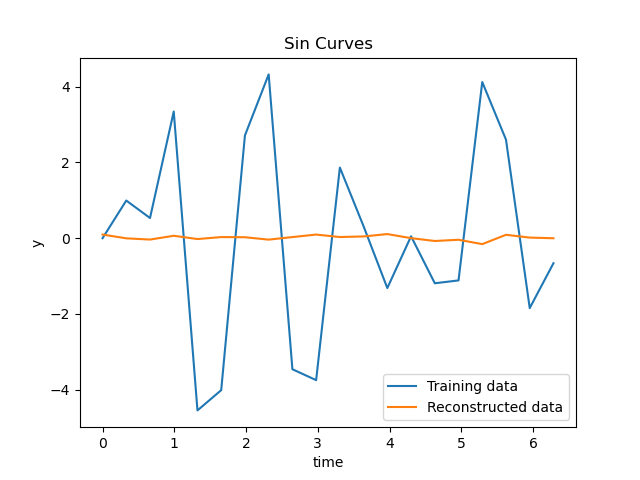 Sin Curves
y
4
2
0
−2
−4
0 1 2 3 4 5 6
time
Training data
Reconstructed data